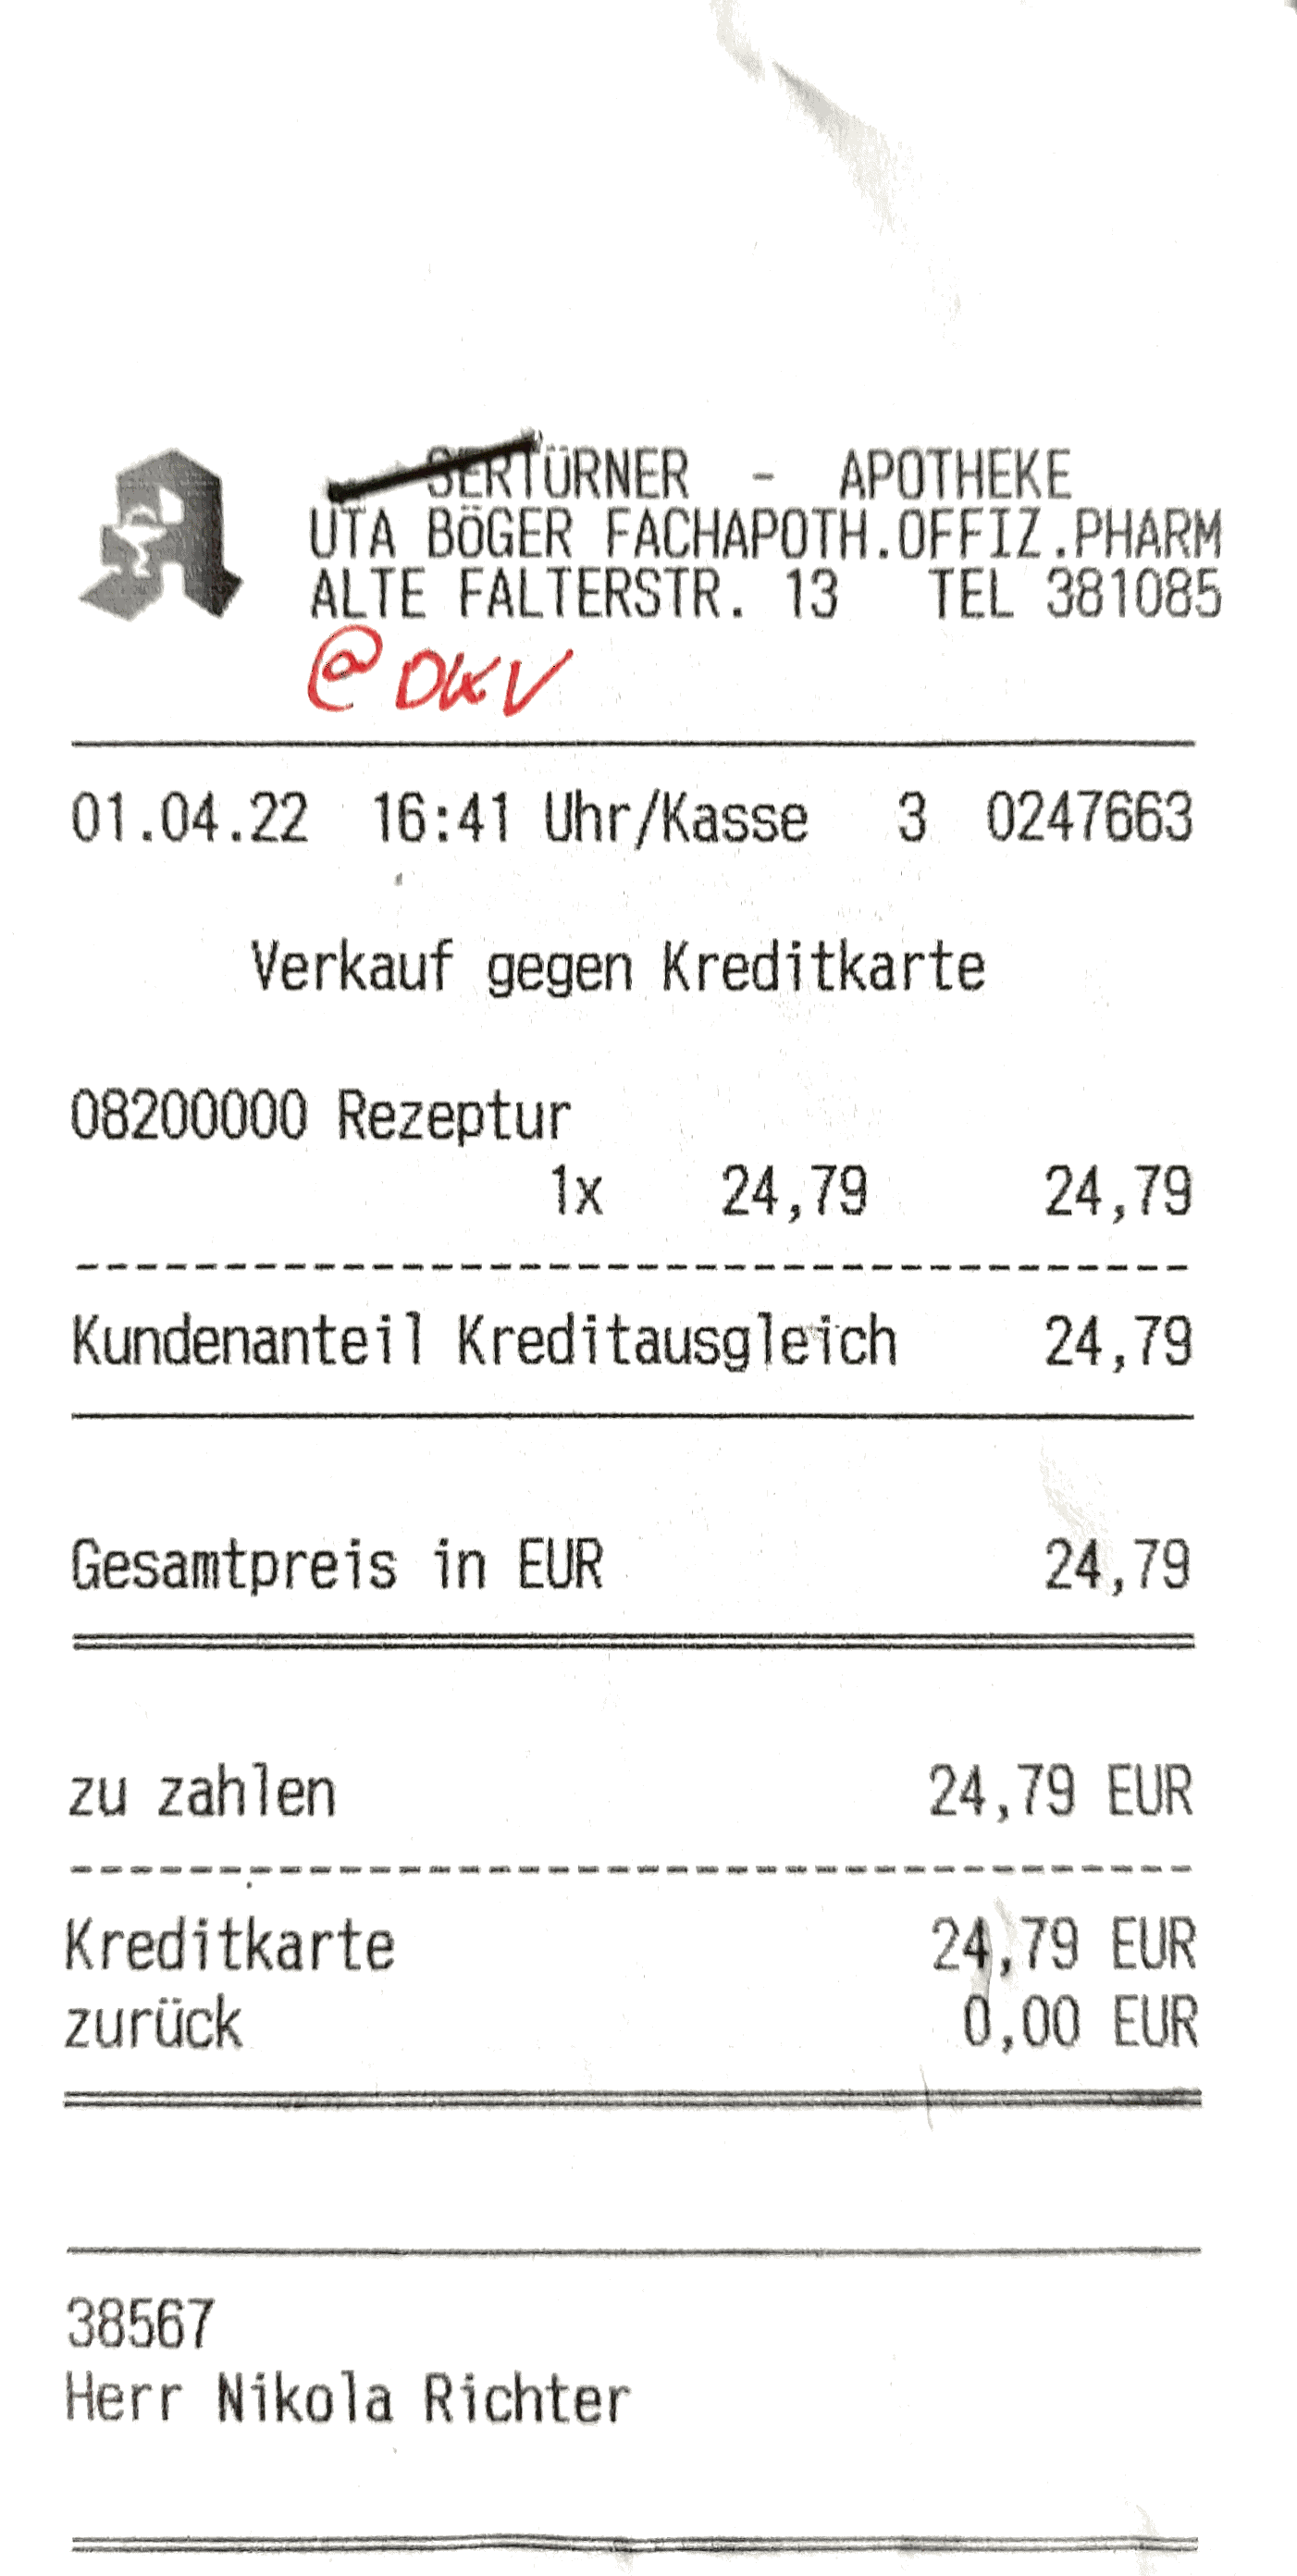 SERTÜRNER - APOTHEKE
UTA BÖGER FACHAPOTH.OFFIZ.PHARM
ALTE FALTERSTR. 13 TEL 381085
@ DKV
01.04.22 16:41 Uhr/Kasse 3 0247663
Verkauf gegen Kreditkarte
08200000 Rezeptur
1x 24,79 24,79
Kundenanteil Kreditausgleich 24,79
Gesamtpreis in EUR 24,79
zu zahlen 24,79 EUR
Kreditkarte 24,79 EUR
zurück 0,00 EUR
38567
Herr Nikola Richter